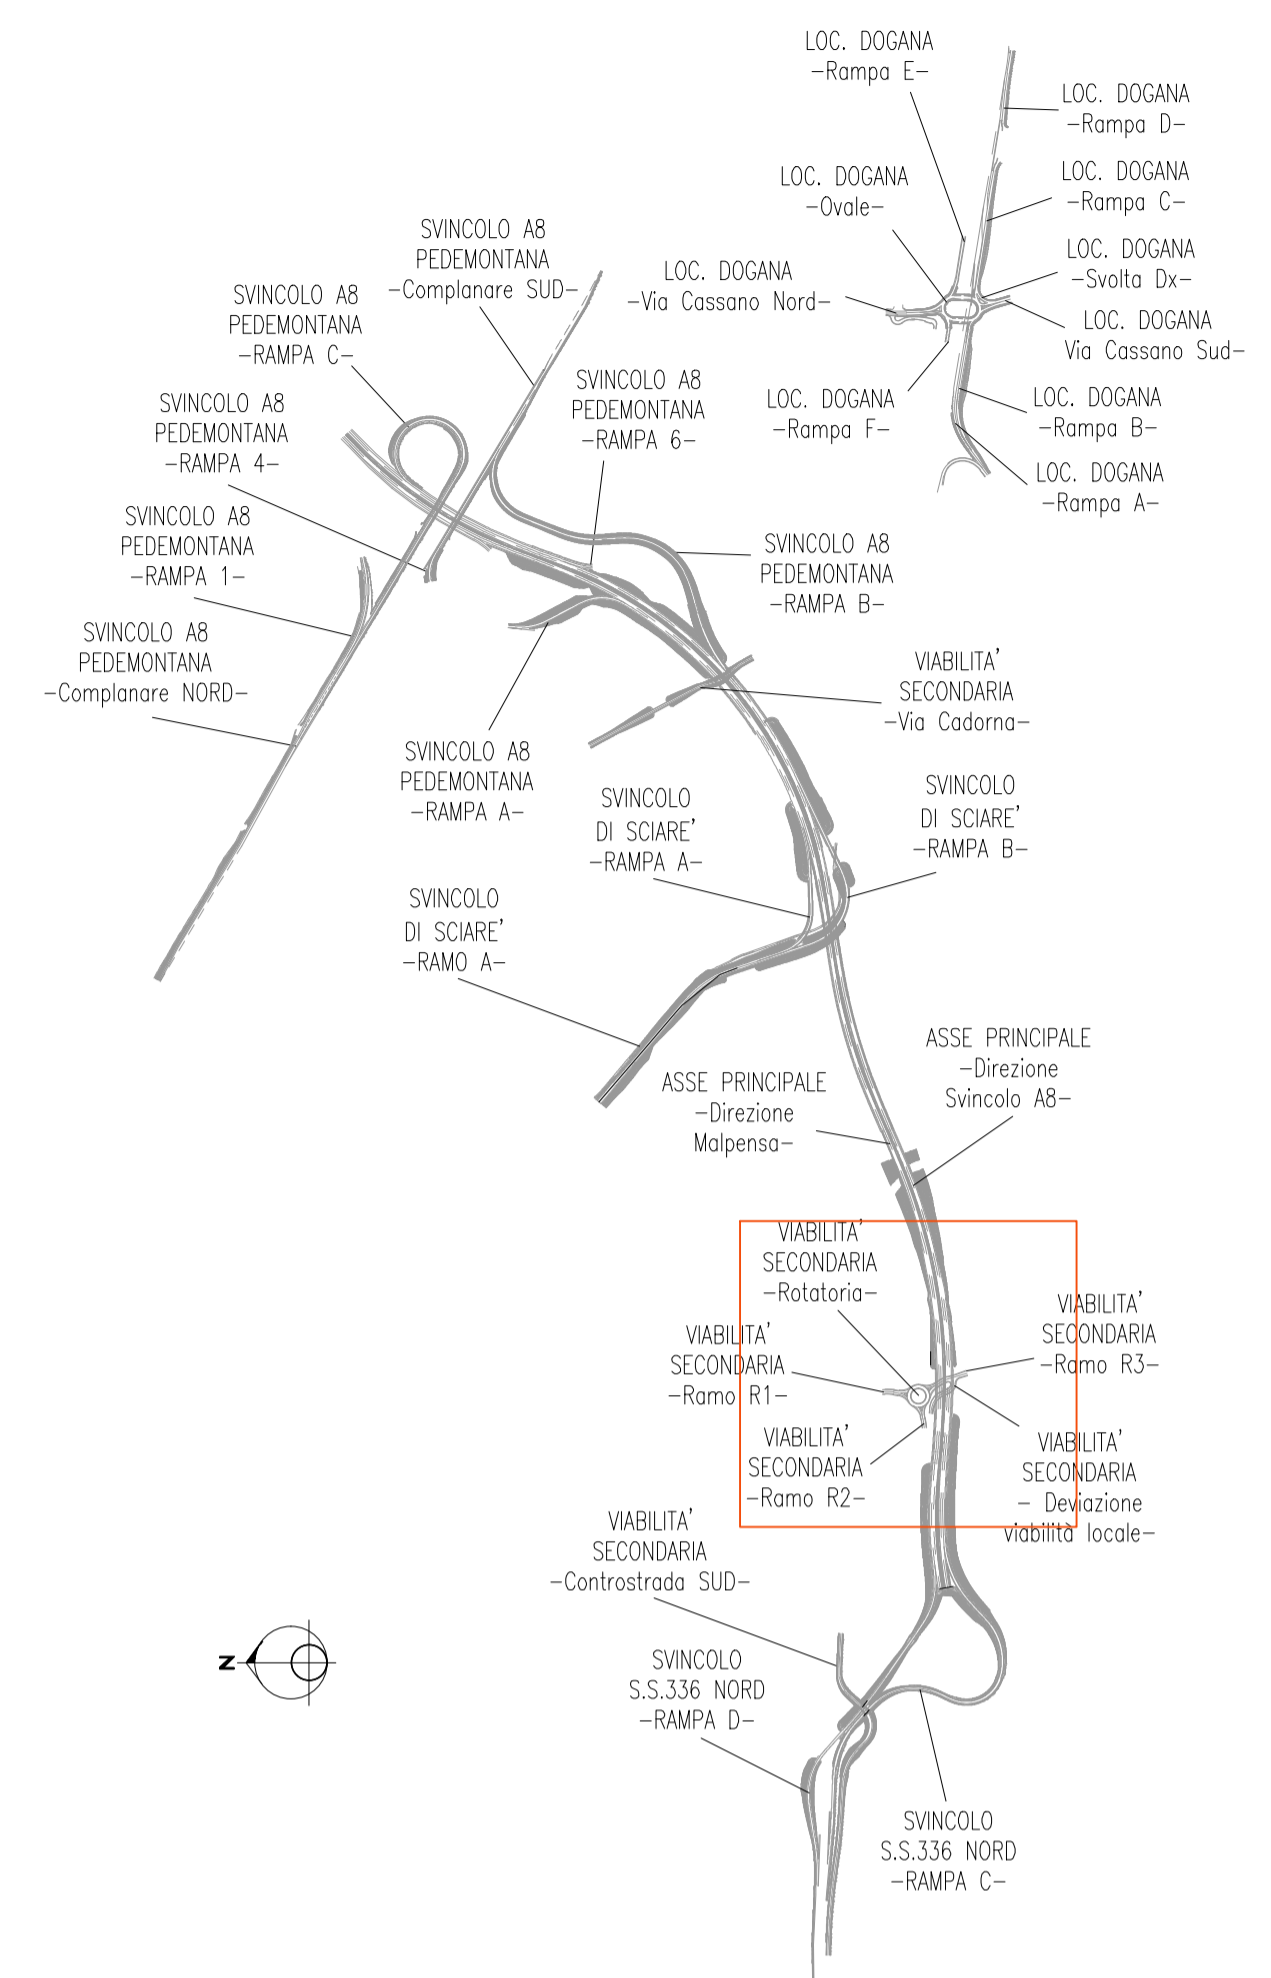 LOC. DOGANA
-Rampa E-
LOC. DOGANA
-Rampa D-
LOC. DOGANA
-Ovale-
LOC. DOGANA
-Rampa C-
SVINCOLO A8
PEDEMONTANA
-Complanare SUD-
LOC. DOGANA
-Via Cassano Nord-
LOC. DOGANA
-Svolta Dx-
SVINCOLO A8
PEDEMONTANA
-RAMPA C-
LOC. DOGANA
Via Cassano Sud-
SVINCOLO A8
PEDEMONTANA
-RAMPA 6-
LOC. DOGANA
-Rampa F-
LOC. DOGANA
-Rampa B-
SVINCOLO A8
PEDEMONTANA
-RAMPA 4-
LOC. DOGANA
-Rampa A-
SVINCOLO A8
PEDEMONTANA
-RAMPA 1-
SVINCOLO A8
PEDEMONTANA
-RAMPA B-
SVINCOLO A8
PEDEMONTANA
-Complanare NORD-
VIABILITA'
SECONDARIA
-Via Cadorna-
SVINCOLO A8
PEDEMONTANA
-RAMPA A-
SVINCOLO
DI SCIARE'
-RAMPA A-
SVINCOLO
DI SCIARE'
-RAMPA B-
SVINCOLO
DI SCIARE'
-RAMO A-
ASSE PRINCIPALE
-Direzione
Svincolo A8-
ASSE PRINCIPALE
-Direzione
Malpensa-
VIABILITA'
SECONDARIA
-Rotatoria-
VIABILITA'
SECONDARIA
-Ramo R3-
VIABILITA'
SECONDARIA
-Ramo R1-
VIABILITA'
SECONDARIA
-Ramo R2-
VIABILITA'
SECONDARIA
- Deviazione
viabilità locale-
VIABILITA'
SECONDARIA
-Controstrada SUD-
N
SVINCOLO
S.S.336 NORD
-RAMPA D-
SVINCOLO
S.S.336 NORD
-RAMPA C-